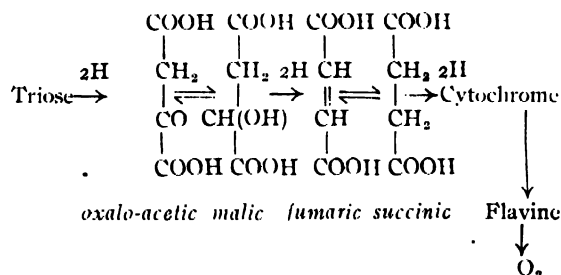 COOH COOH COOH COOH
2H CH₂ CH₂ 2H CH CH₂ 2H
Triose → ⇌ → ⇌ → Cytochrome
CO CH(OH) CH CH₂
COOH COOH COOH COOH
oxalo-acetic malic fumaric succinic Flavine
O₂